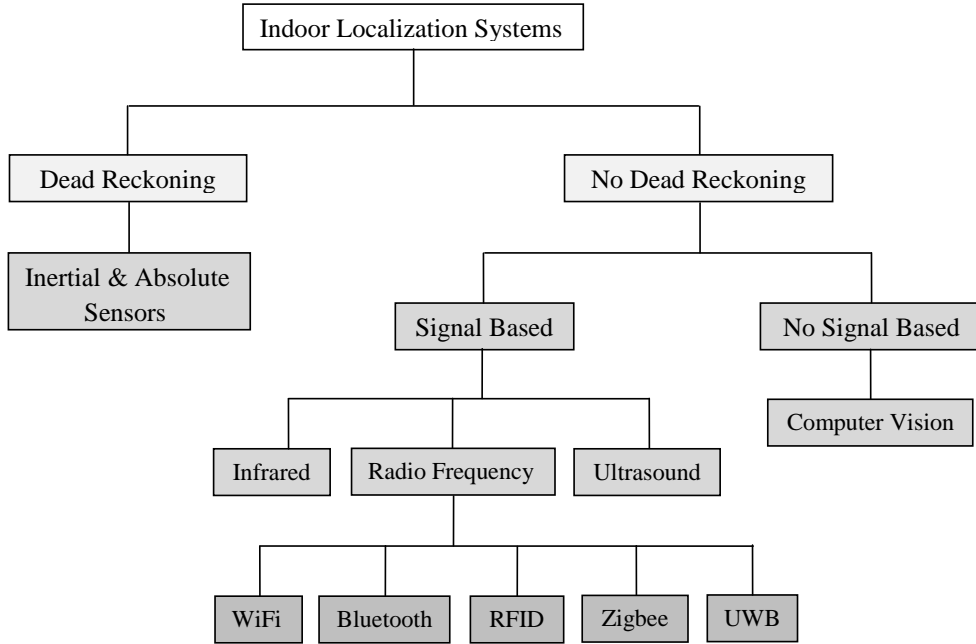 Indoor Localization Systems
Dead Reckoning
No Dead Reckoning
Inertial & Absolute
Sensors
Signal Based
No Signal Based
Computer Vision
Infrared
Radio Frequency
Ultrasound
WiFi
Bluetooth
RFID
Zigbee
UWB